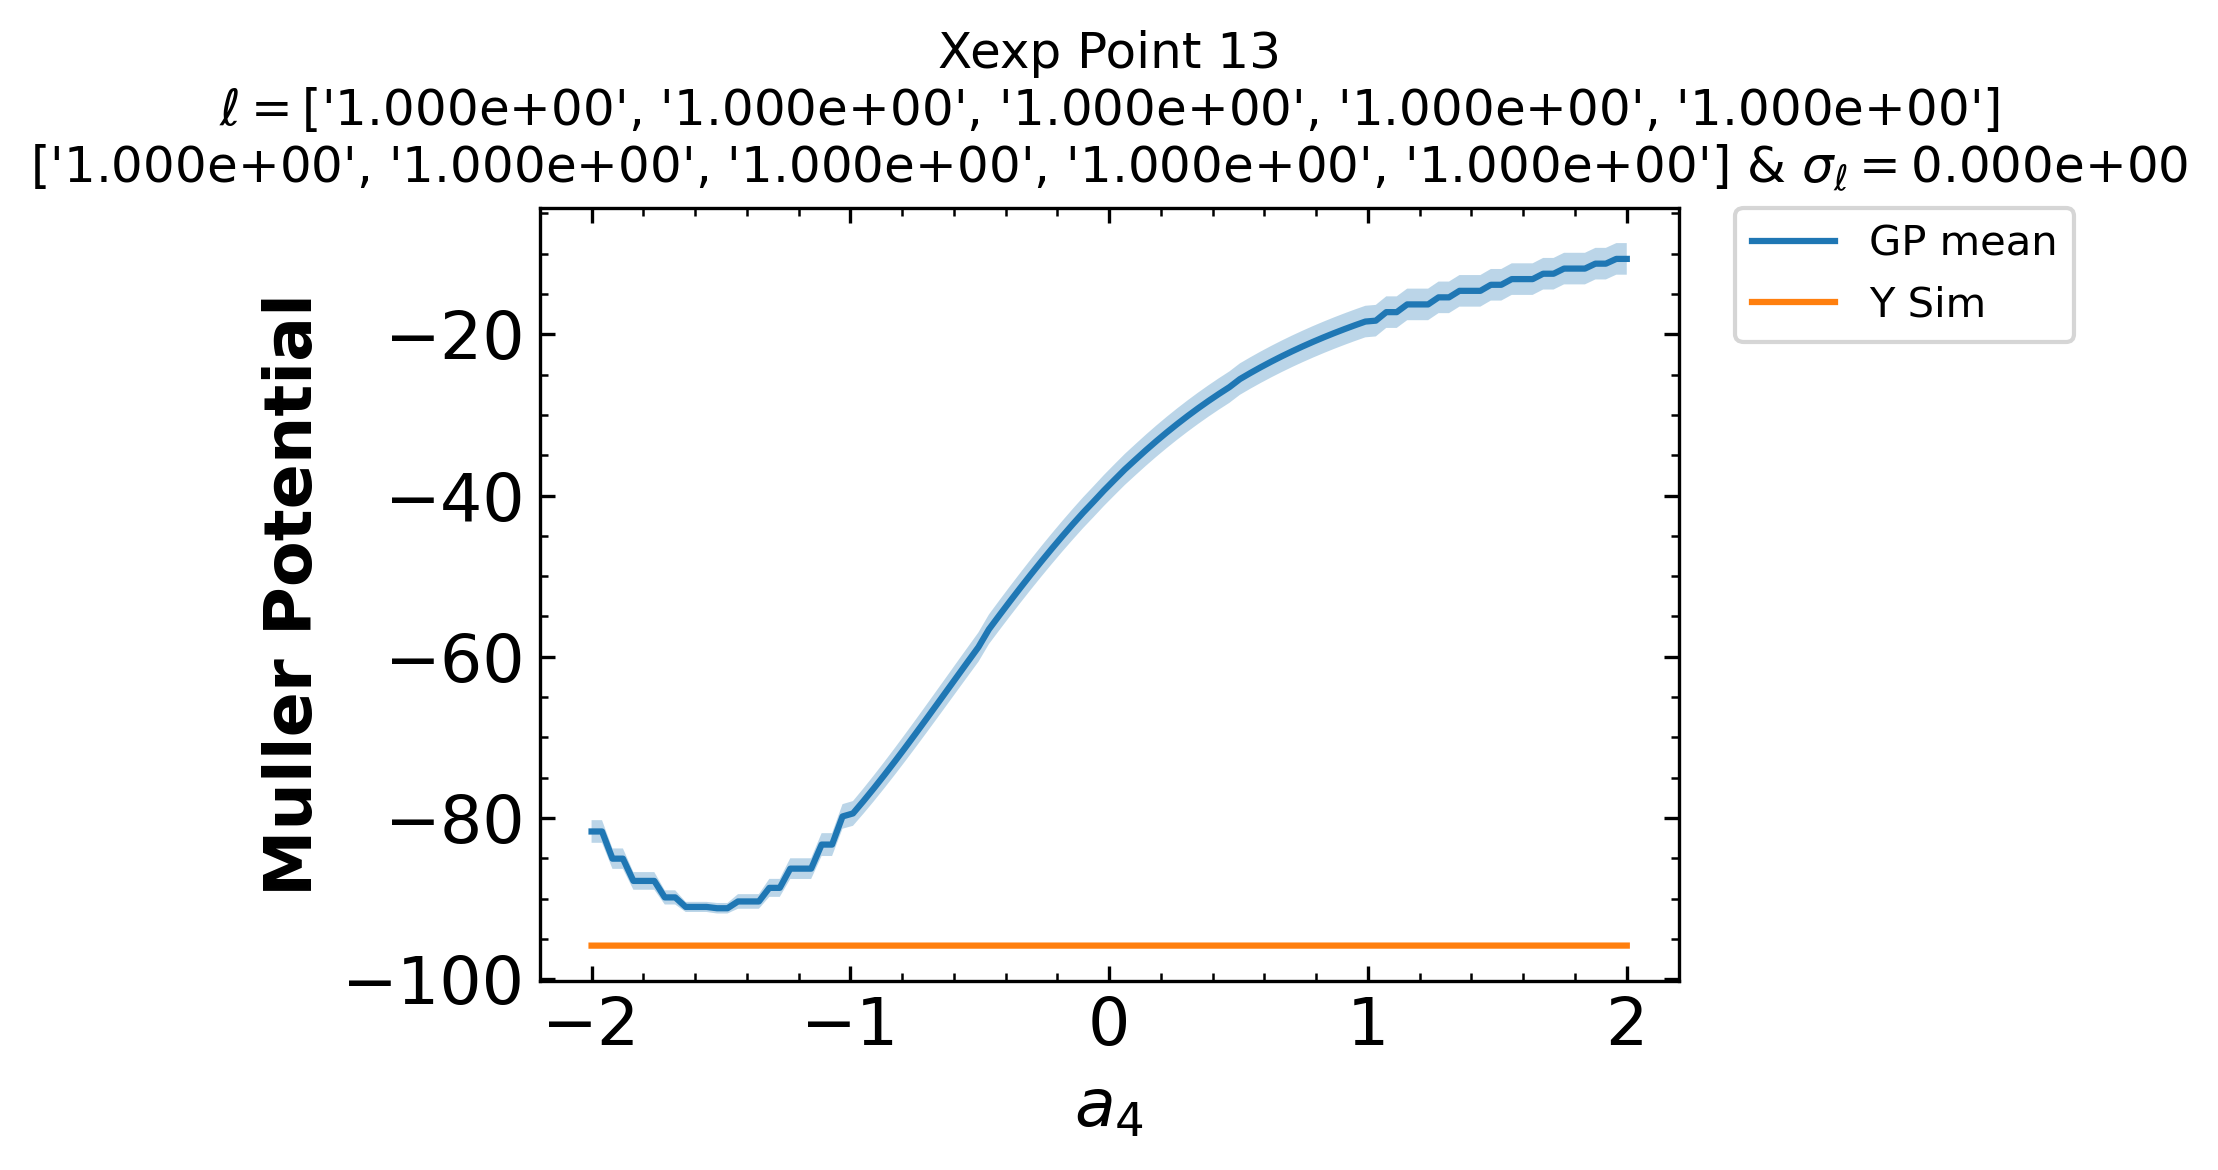 Xexp Point 13
ℓ = ['1.000e+00', '1.000e+00', '1.000e+00', '1.000e+00', '1.000e+00']
['1.000e+00', '1.000e+00', '1.000e+00', '1.000e+00', '1.000e+00'] & σ_ℓ = 0.000e+00
GP mean
Y Sim
Muller Potential
−20
−40
−60
−80
−100
−2 −1 0 1 2
a₄